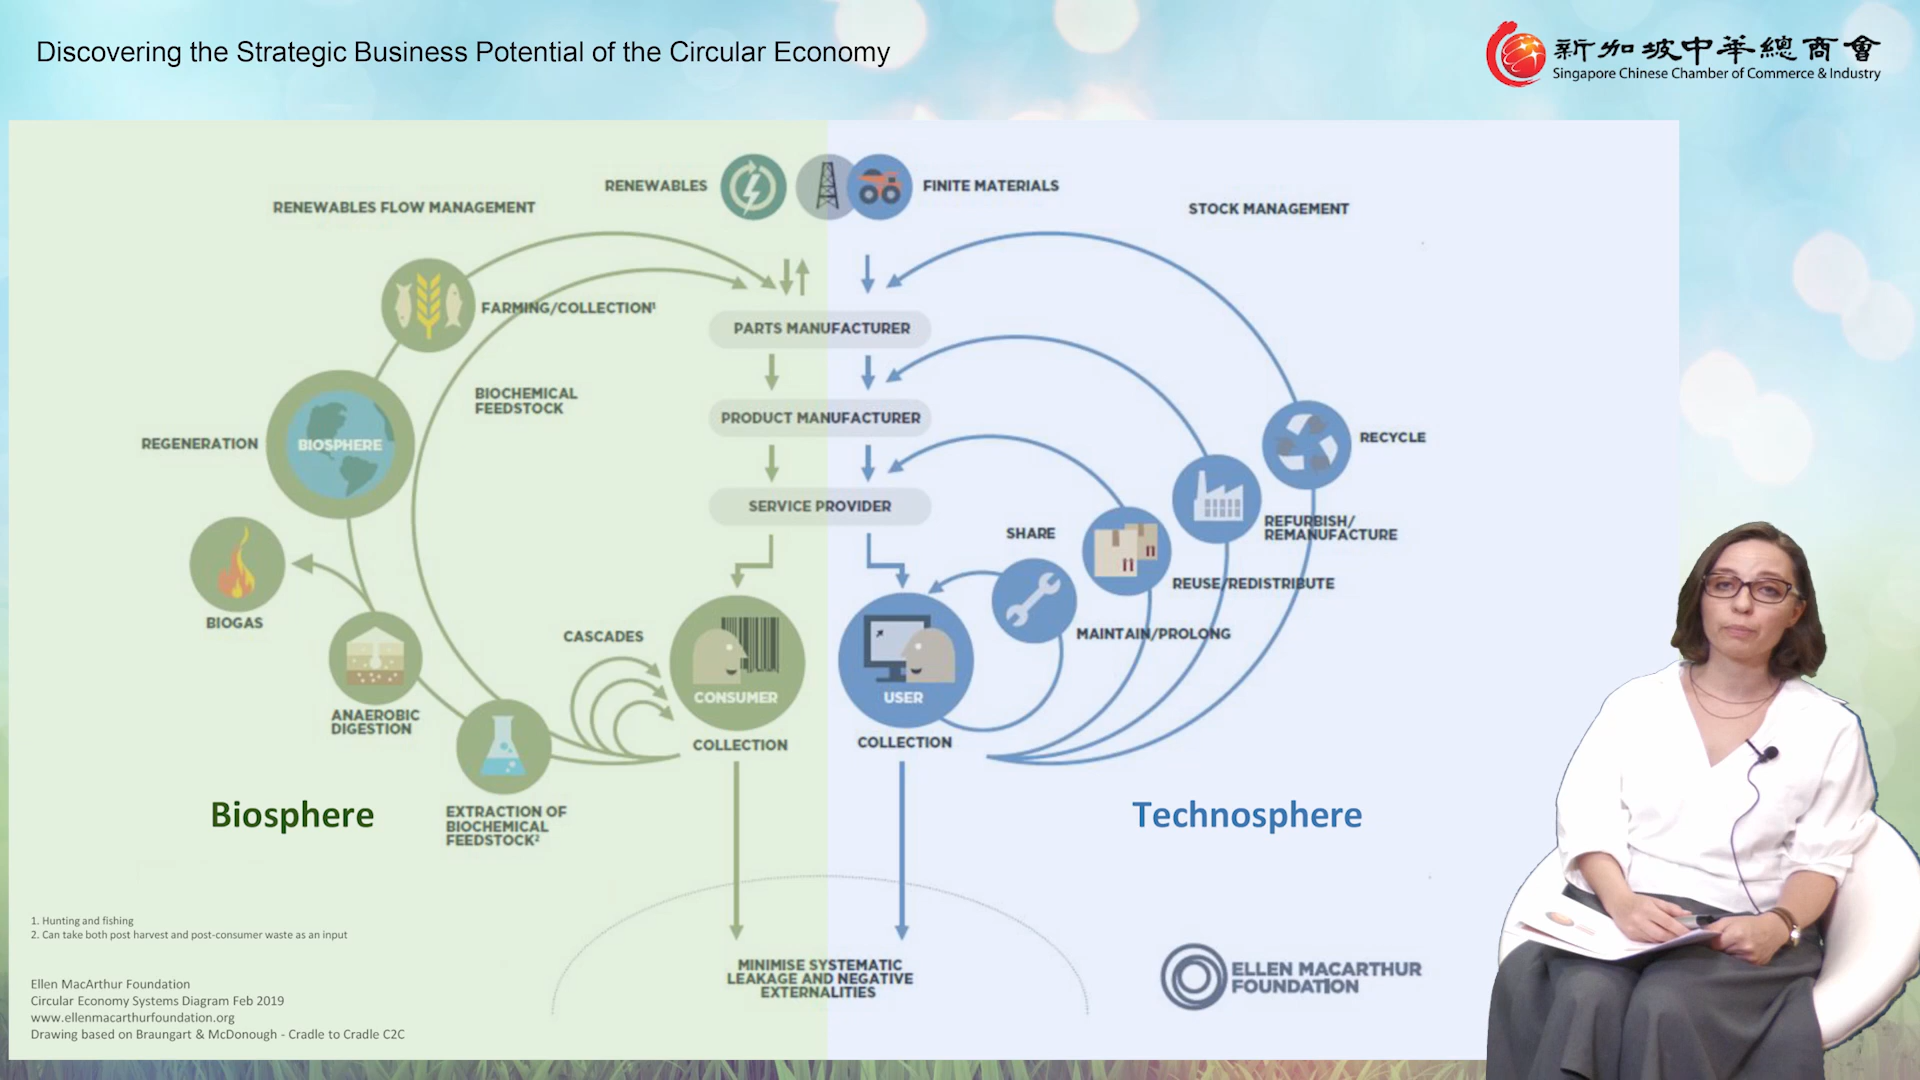 Discovering the Strategic Business Potential of the Circular Economy
新加坡中華總商會
Singapore Chinese Chamber of Commerce & Industry
RENEWABLES
FINITE MATERIALS
RENEWABLES FLOW MANAGEMENT
STOCK MANAGEMENT
FARMING/COLLECTION¹
PARTS MANUFACTURER
BIOCHEMICAL
FEEDSTOCK
PRODUCT MANUFACTURER
REGENERATION
BIOSPHERE
RECYCLE
SERVICE PROVIDER
SHARE
REFURBISH/
REMANUFACTURE
REUSE/REDISTRIBUTE
BIOGAS
CASCADES
MAINTAIN/PROLONG
CONSUMER
USER
ANAEROBIC
DIGESTION
COLLECTION
COLLECTION
Biosphere
Technosphere
EXTRACTION OF
BIOCHEMICAL
FEEDSTOCK²
1. Hunting and fishing
2. Can take both post harvest and post-consumer waste as an input
MINIMISE SYSTEMATIC
LEAKAGE AND NEGATIVE
EXTERNALITIES
ELLEN MACARTHUR
FOUNDATION
Ellen MacArthur Foundation
Circular Economy Systems Diagram Feb 2019
www.ellenmacarthurfoundation.org
Drawing based on Braungart & McDonough - Cradle to Cradle C2C